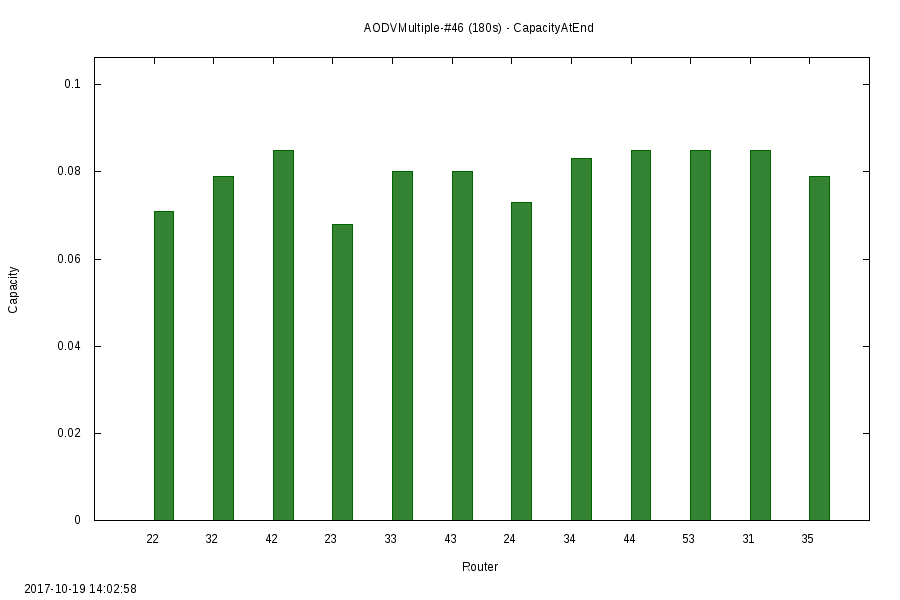 AODVMultiple-#46 (180s) - CapacityAtEnd
0.1
0.08
0.06
0.04
0.02
0
Capacity
22 32 42 23 33 43 24 34 44 53 31 35
Router
2017-10-19 14:02:58